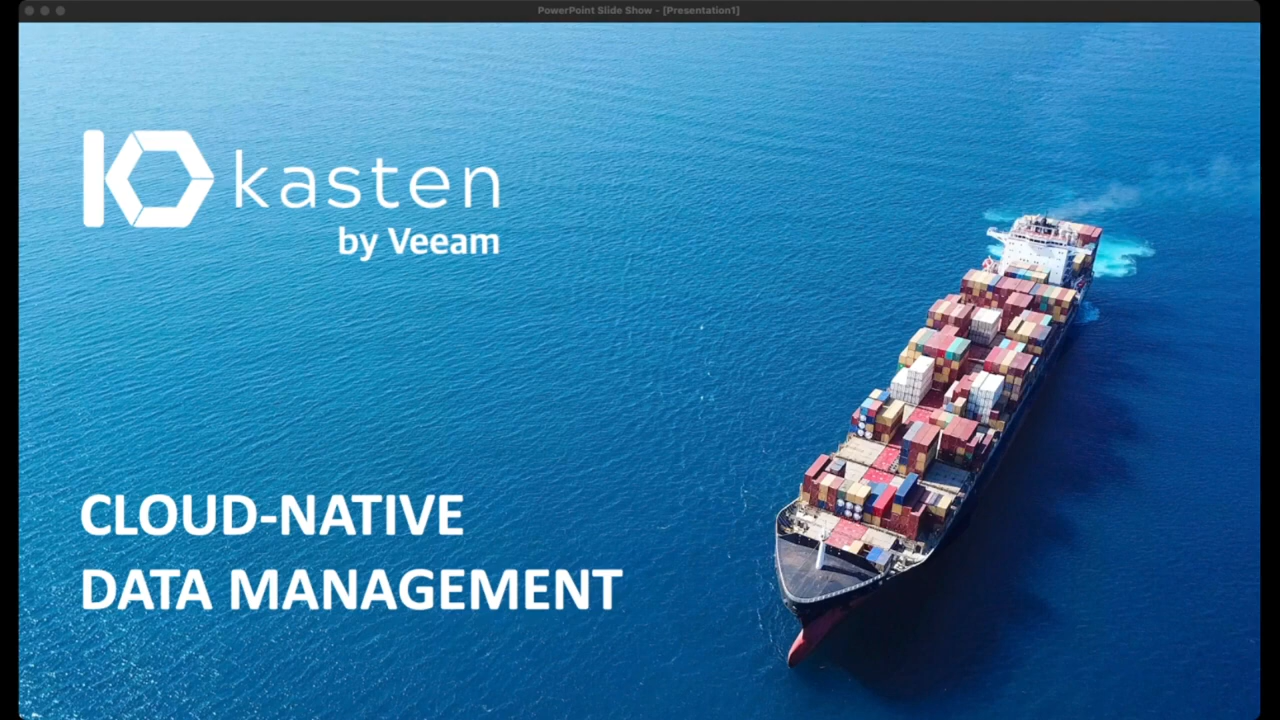 PowerPoint Slide Show - [Presentation1]
kasten
by Veeam
CLOUD-NATIVE
DATA MANAGEMENT